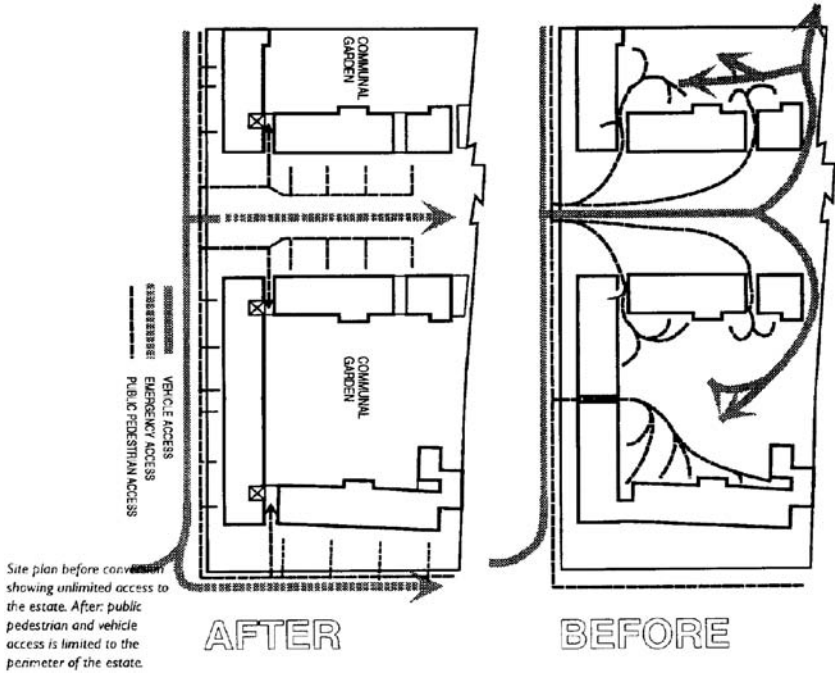 COMMUNAL
GARDEN
COMMUNAL
GARDEN
VEHICLE ACCESS
EMERGENCY ACCESS
PUBLIC PEDESTRIAN ACCESS
Site plan before conversion
showing unlimited access to
the estate. After: public
pedestrian and vehicle
access is limited to the
perimeter of the estate.
AFTER
BEFORE